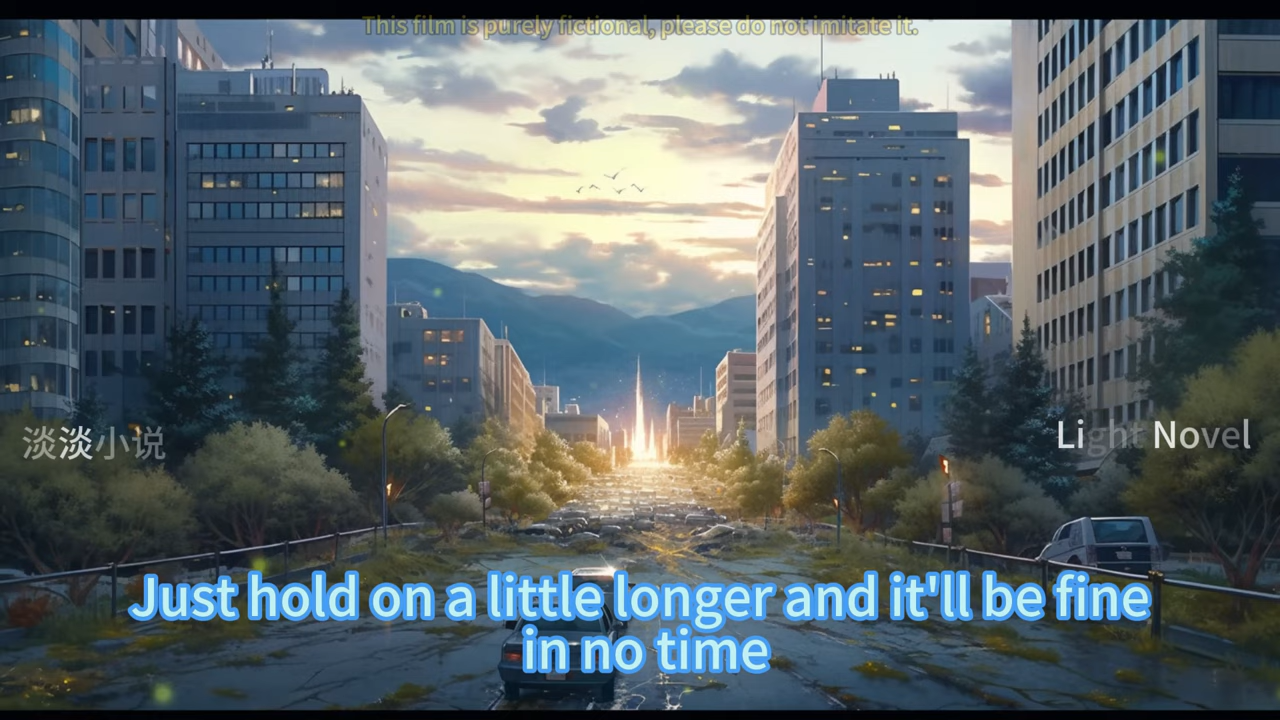 This film is purely fictional, please do not imitate it.
淡淡小说
Light Novel
Just hold on a little longer and it'll be fine
in no time